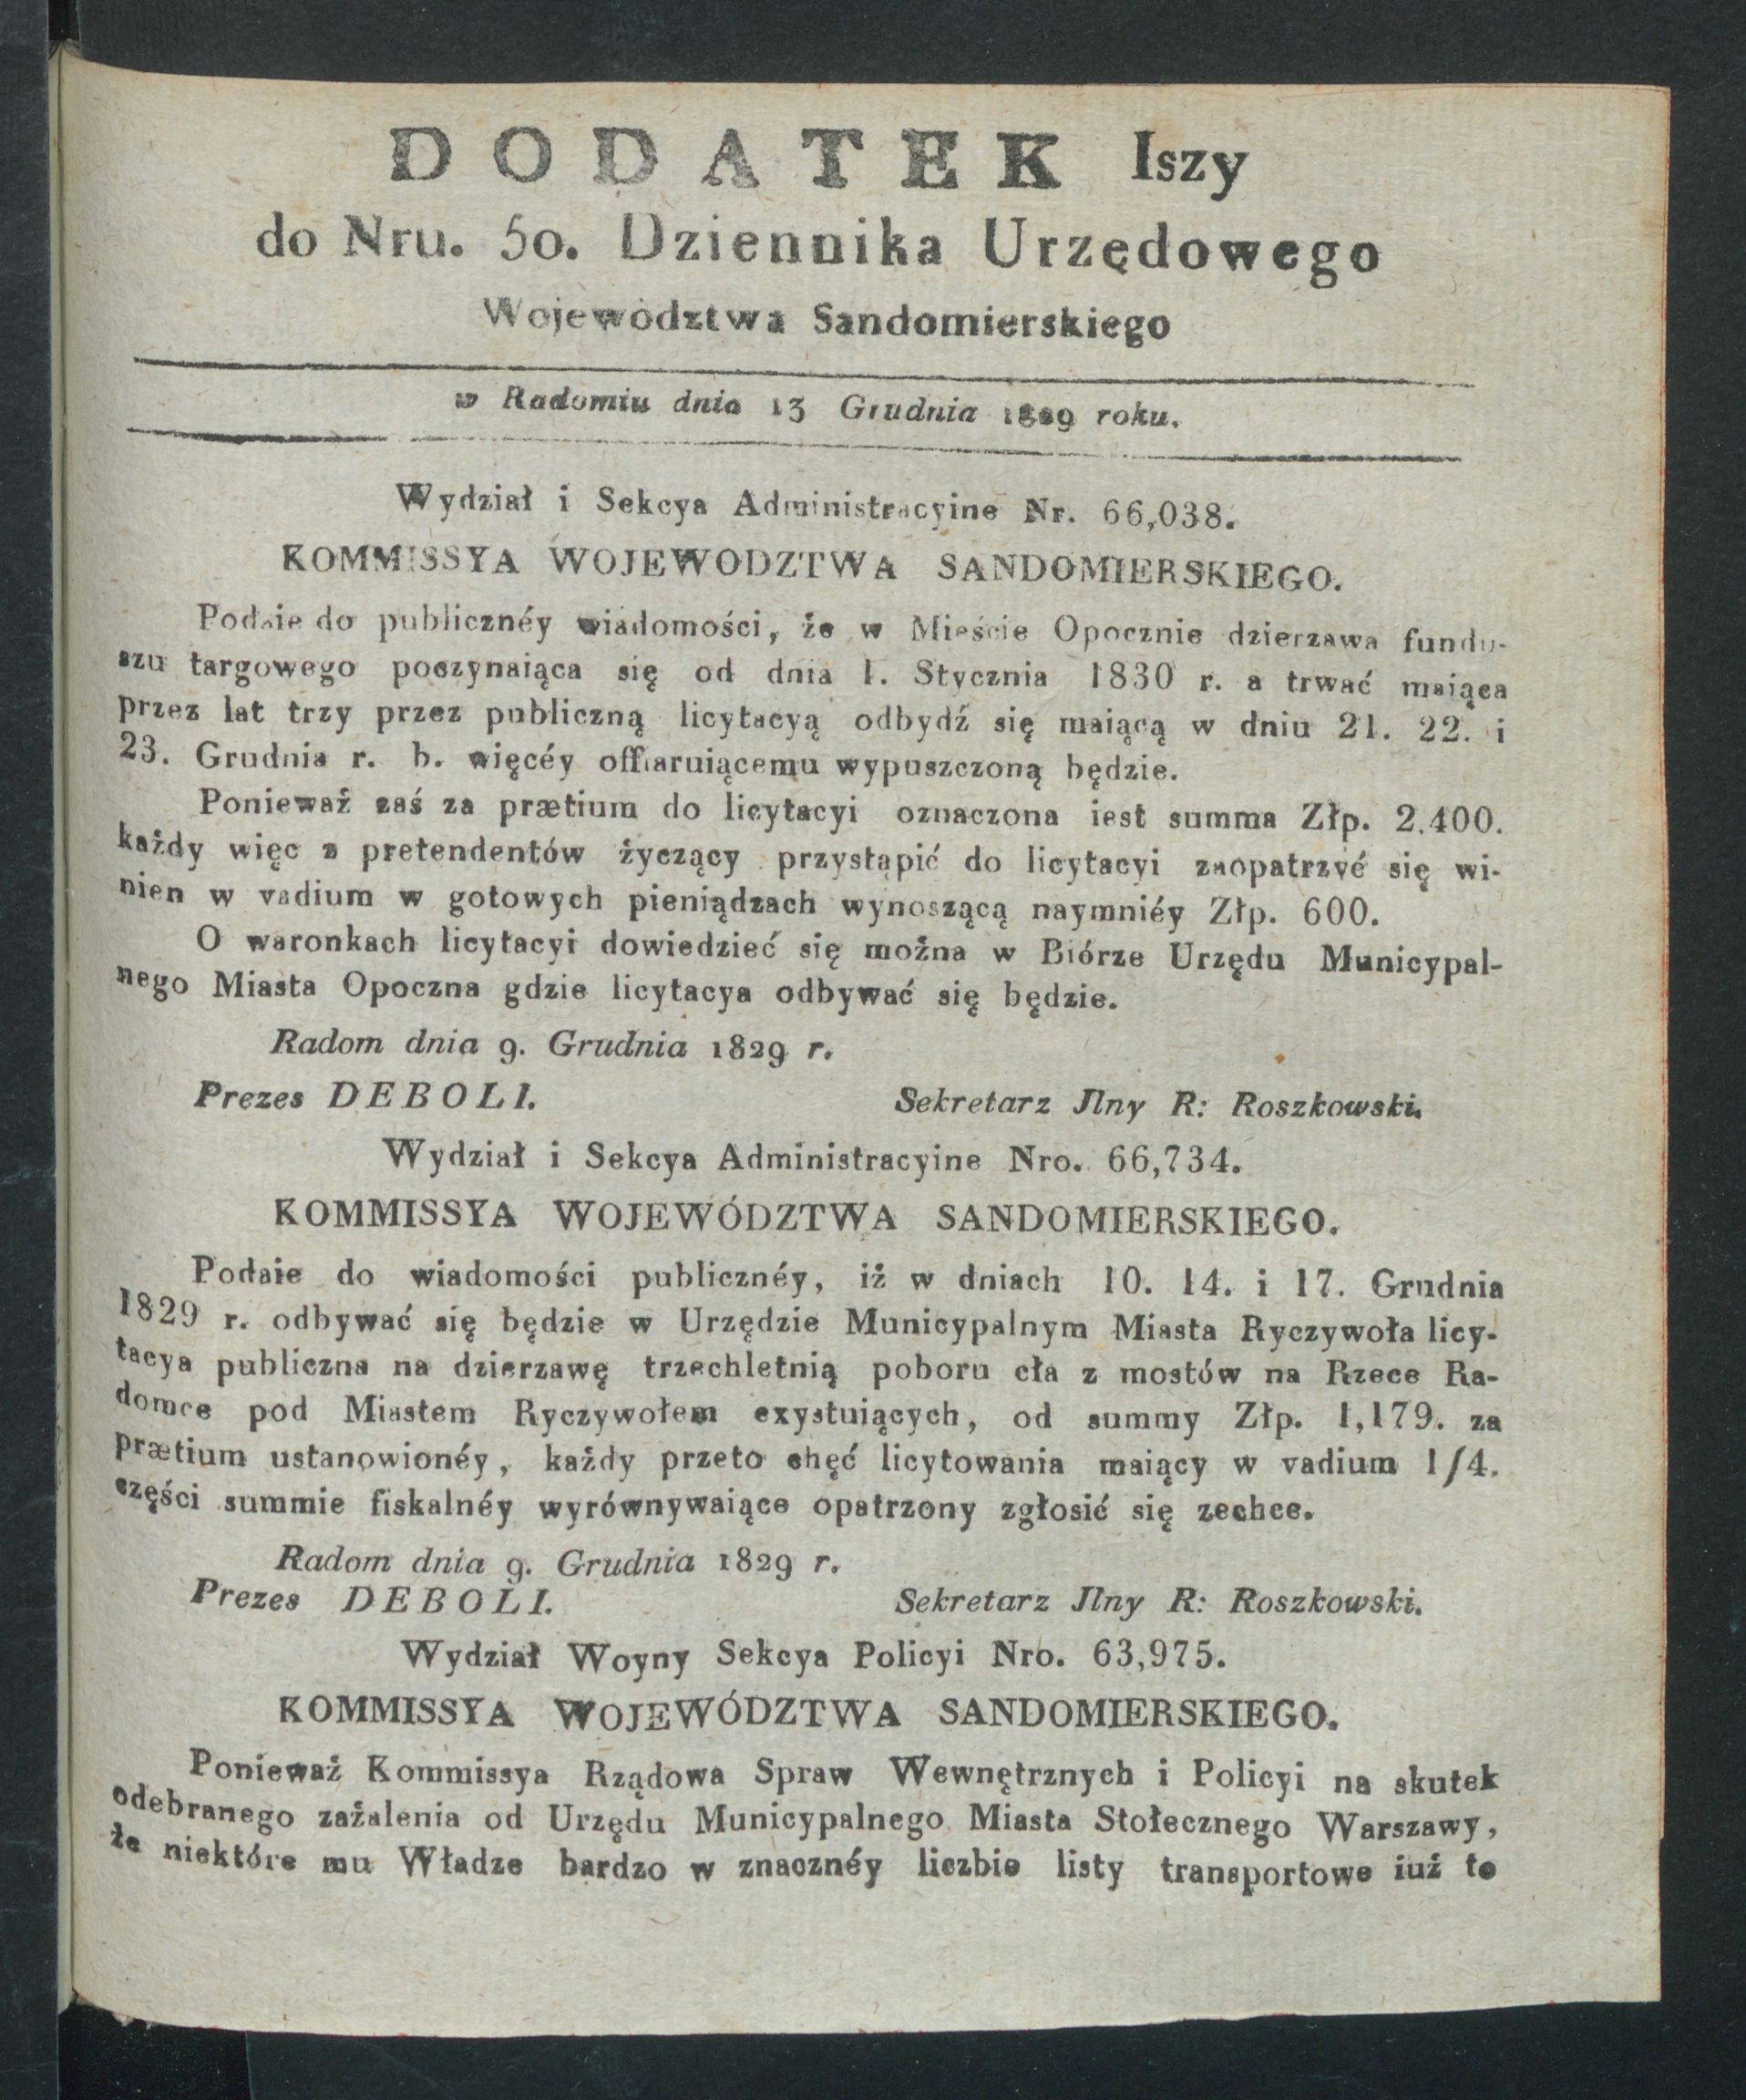 DODATEK Iszy
do Nru. 50. Dziennika Urzędowego
Wojewodztwa Sandomierskiego
w Radomiu dnia 13 Grudnia 1829 roku.
Wydział i Sekcya Administracyine Nr. 66,038.
KOMMISSYA WOJEWODZTWA SANDOMIERSKIEGO.
Podaie do publicznéy wiadomości, że w Mieście Opocznie dzierzawa fundu-
szu targowego poczynaiąca się od dnia 1. Stycznia 1830 r. a trwać maiąca
przez lat trzy przez publiczną licytacyą odbydź się maiącą w dniu 21. 22. i
23. Grudnia r. b. więcéy offiaruiącemu wypuszczoną będzie.
Ponieważ zaś za prætium do licytacyi oznaczona iest summa Złp. 2,400.
każdy więc z pretendentów życzący przystąpić do licytacyi zaopatrzyć się wi-
nien w vadium w gotowych pieniądzach wynoszącą naymniéy Złp. 600.
O waronkach licytacyi dowiedzieć się można w Biórze Urzędu Municypal-
nego Miasta Opoczna gdzie licytacya odbywać się będzie.
Radom dnia 9. Grudnia 1829 r.
Prezes DEBOLI. Sekretarz Jlny R: Roszkowski.
Wydział i Sekcya Administracyine Nro. 66,734.
KOMMISSYA WOJEWÓDZTWA SANDOMIERSKIEGO.
Podaie do wiadomości publicznéy, iż w dniach 10. 14. i 17. Grudnia
1829 r. odbywać się będzie w Urzędzie Municypalnym Miasta Ryczywoła licy-
tacya publiczna na dzierzawę trzechletnią poboru cła z mostów na Rzece Ra-
domce pod Miastem Ryczywołem exystuiących, od summy Złp. 1,179. za
prætium ustanowionéy, każdy przeto chęć licytowania maiący w vadium 1/4.
części summie fiskalnéy wyrównywaiące opatrzony zgłosić się zechce.
Radom dnia 9. Grudnia 1829 r.
Prezes DEBOLI. Sekretarz Jlny R: Roszkowski.
Wydział Woyny Sekcya Policyi Nro. 63,975.
KOMMISSYA WOJEWÓDZTWA SANDOMIERSKIEGO.
Ponieważ Kommissya Rządowa Spraw Wewnętrznych i Policyi na skutek
odebranego zażalenia od Urzędu Municypalnego Miasta Stołecznego Warszawy,
że niektóre mu Władze bardzo w znacznéy liczbie listy transportowe iuż to